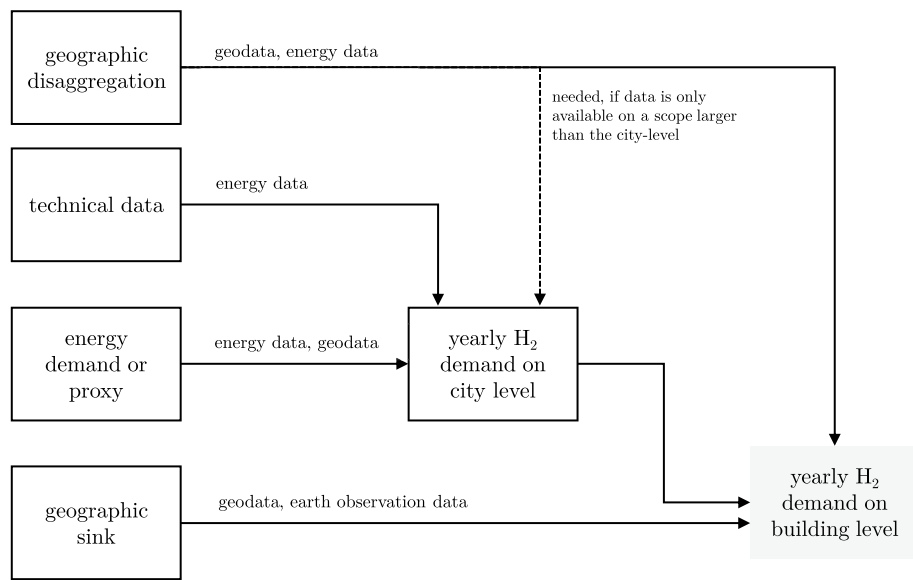 geographic
disaggregation
geodata, energy data
needed, if data is only
available on a scope larger
than the city-level
technical data
energy data
energy
demand or
proxy
energy data, geodata
yearly H₂
demand on
city level
geographic
sink
geodata, earth observation data
yearly H₂
demand on
building level